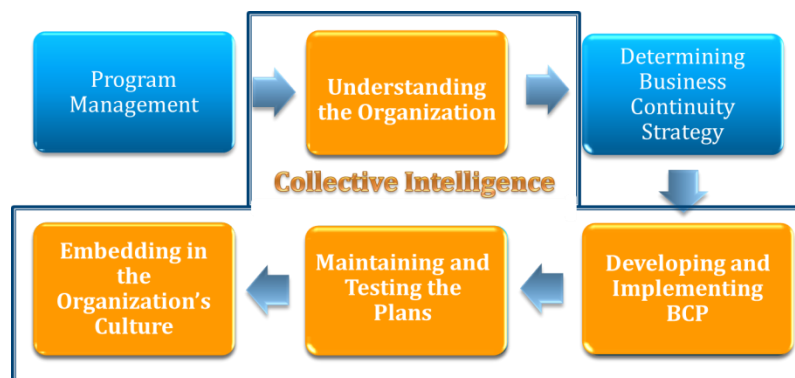 Program
Management
Understanding
the Organization
Determining
Business
Continuity
Strategy
Collective Intelligence
Embedding in
the
Organization’s
Culture
Maintaining and
Testing the
Plans
Developing and
Implementing
BCP